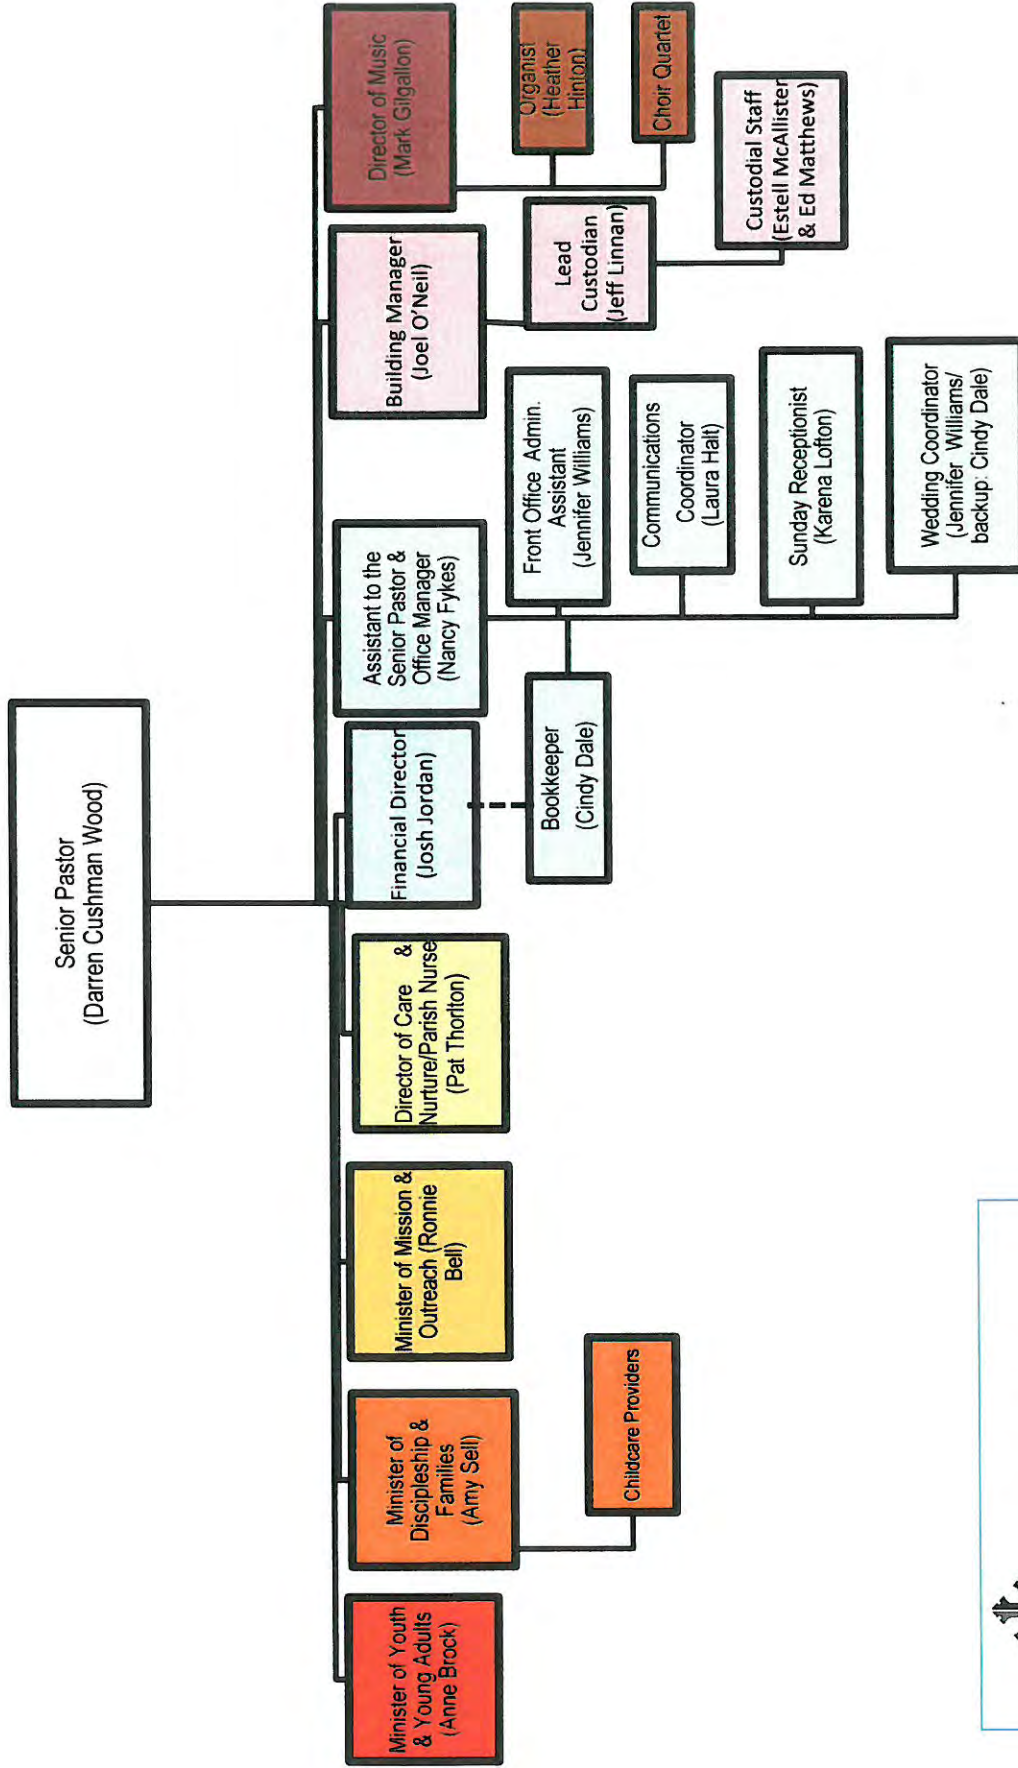 Senior Pastor
(Darren Cushman Wood)
Minister of Youth
& Young Adults
(Anne Brock)
Minister of
Discipleship &
Families
(Amy Sell)
Minister of Mission &
Outreach (Ronnie
Bell)
Director of Care &
Nurture/Parish Nurse
(Pat Thorlton)
Financial Director
(Josh Jordan)
Assistant to the
Senior Pastor &
Office Manager
(Nancy Fykes)
Building Manager
(Joel O'Neil)
Director of Music
(Mark Gilgallon)
Childcare Providers
Bookkeeper
(Cindy Dale)
Front Office Admin.
Assistant
(Jennifer Williams)
Communications
Coordinator
(Laura Halt)
Sunday Receptionist
(Karena Lofton)
Wedding Coordinator
(Jennifer Williams/
backup: Cindy Dale)
Lead
Custodian
(Jeff Linnan)
Custodial Staff
(Estell McAllister
& Ed Matthews)
Organist
(Heather
Hinton)
Choir Quartet